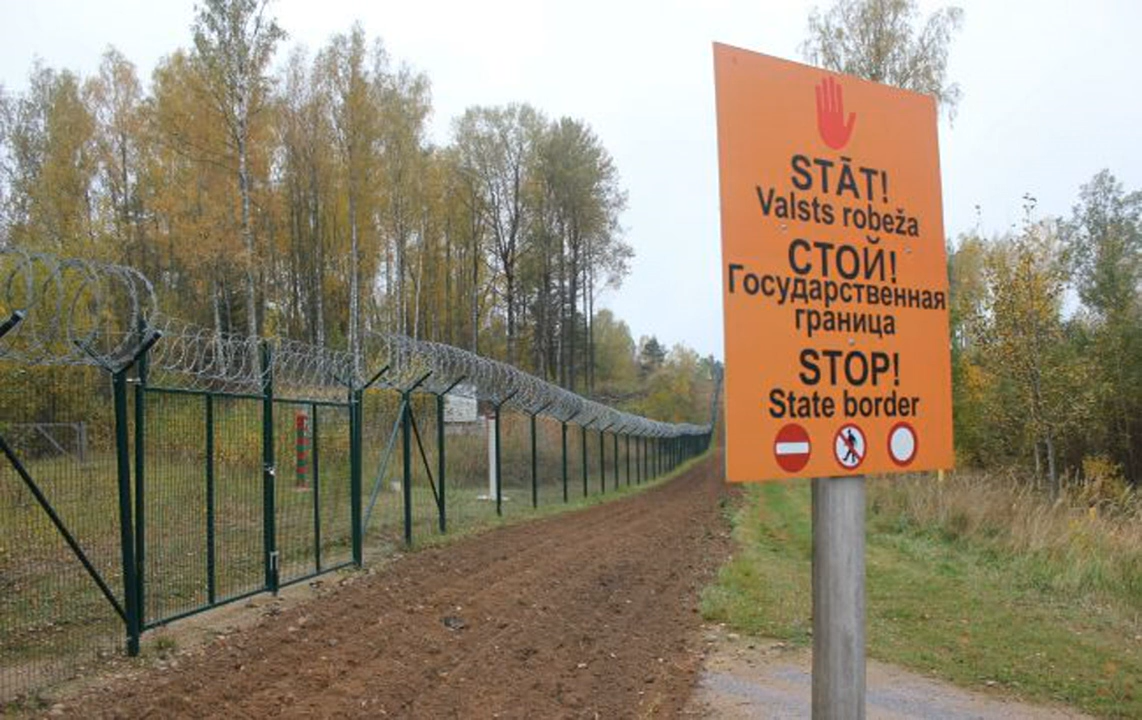 STĀT!
Valsts robeža
СТОЙ!
Государственная
граница
STOP!
State border